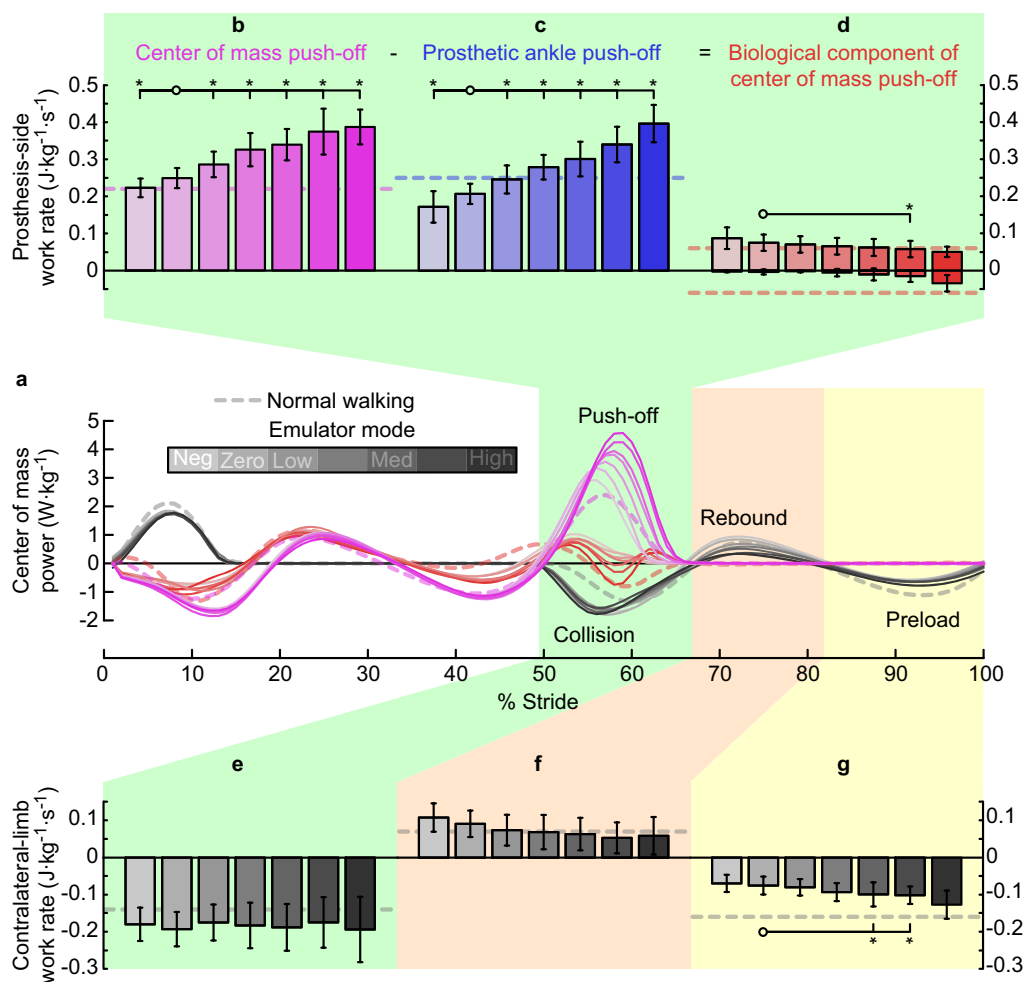 b c d
Center of mass push-off - Prosthetic ankle push-off = Biological component of
center of mass push-off
* * * * * * * * * * * *
0.5 0.5
0.4 0.4
0.3 0.3
0.2 0.2
*
0.1 0.1
0 0
Prosthesis-side
work rate (J·kg⁻¹·s⁻¹)
a
Normal walking
Emulator mode
Neg Zero Low Med High
Push-off
Rebound
Collision
Preload
5
4
3
2
1
0
-1
-2
Center of mass
power (W·kg⁻¹)
0 10 20 30 40 50 60 70 80 90 100
% Stride
e f g
0.1 0.1
0 0
-0.1 -0.1
-0.2 -0.2
* *
-0.3 -0.3
Contralateral-limb
work rate (J·kg⁻¹·s⁻¹)